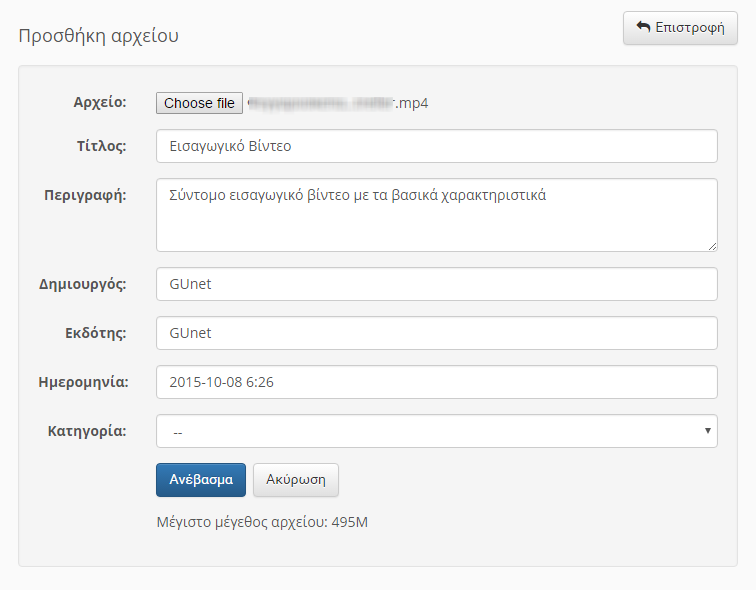 Προσθήκη αρχείου
Επιστροφή
Αρχείο: Choose file .mp4
Τίτλος: Εισαγωγικό Βίντεο
Περιγραφή: Σύντομο εισαγωγικό βίντεο με τα βασικά χαρακτηριστικά
Δημιουργός: GUnet
Εκδότης: GUnet
Ημερομηνία: 2015-10-08 6:26
Κατηγορία: --
Ανέβασμα Ακύρωση
Μέγιστο μέγεθος αρχείου: 495M